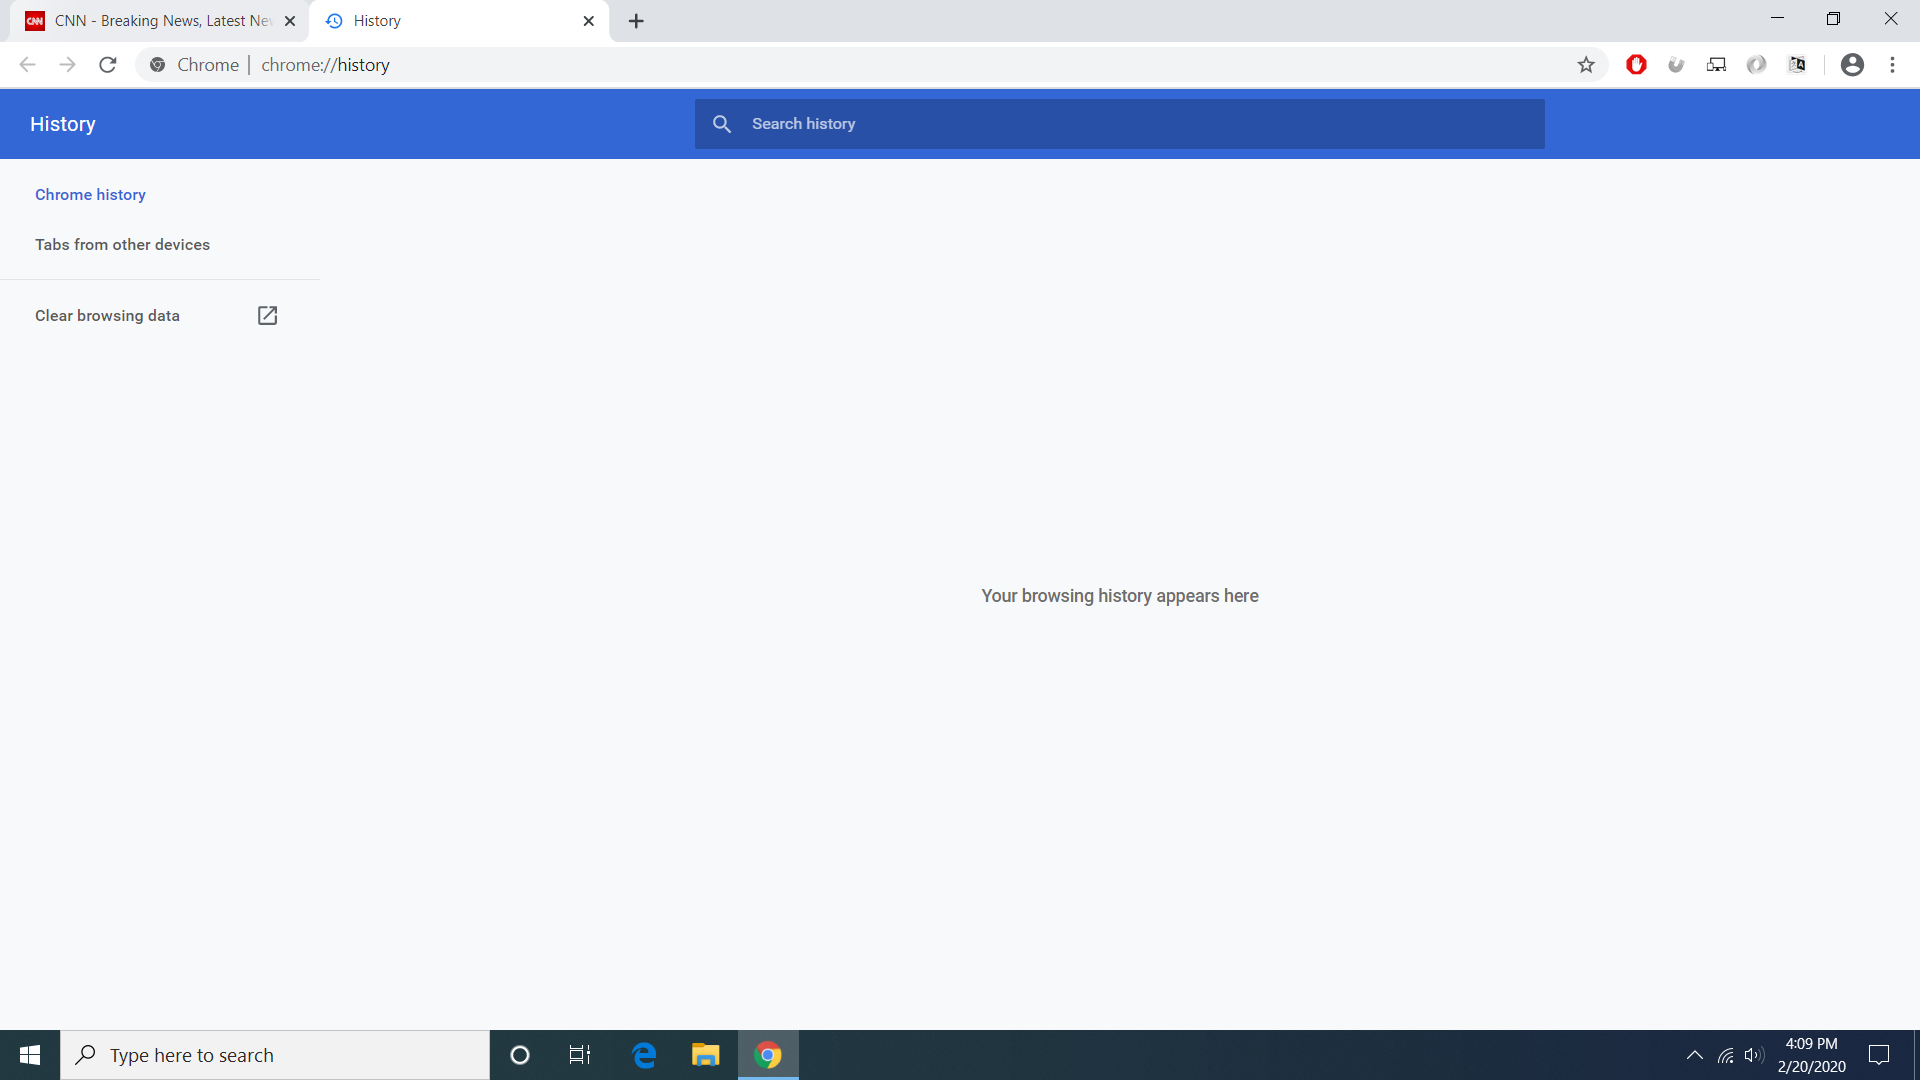 CNN CNN - Breaking News, Latest Ne
History
Chrome | chrome://history
History
Search history
Chrome history
Tabs from other devices
Clear browsing data
Your browsing history appears here
Type here to search
4:09 PM
2/20/2020